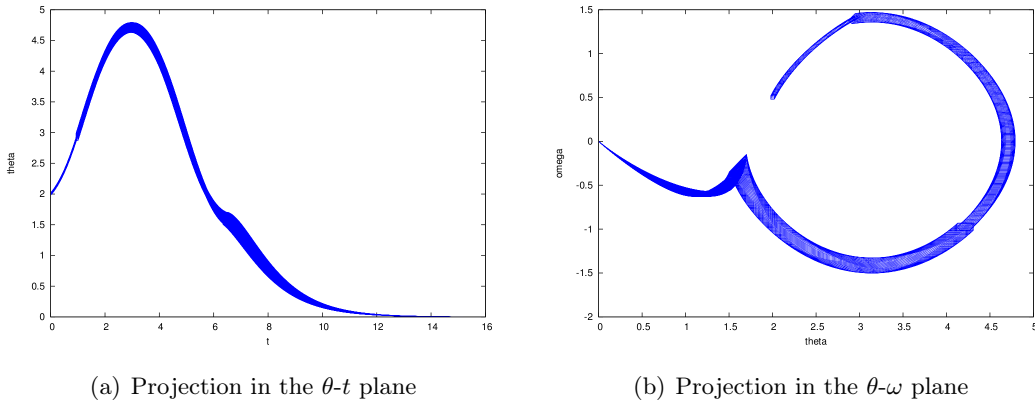 5
4.5
4
3.5
3
2.5
2
1.5
1
0.5
0
theta
0 2 4 6 8 10 12 14 16
t
1.5
1
0.5
0
-0.5
-1
-1.5
-2
omega
0 0.5 1 1.5 2 2.5 3 3.5 4 4.5 5
theta
(a) Projection in the θ-t plane
(b) Projection in the θ-ω plane